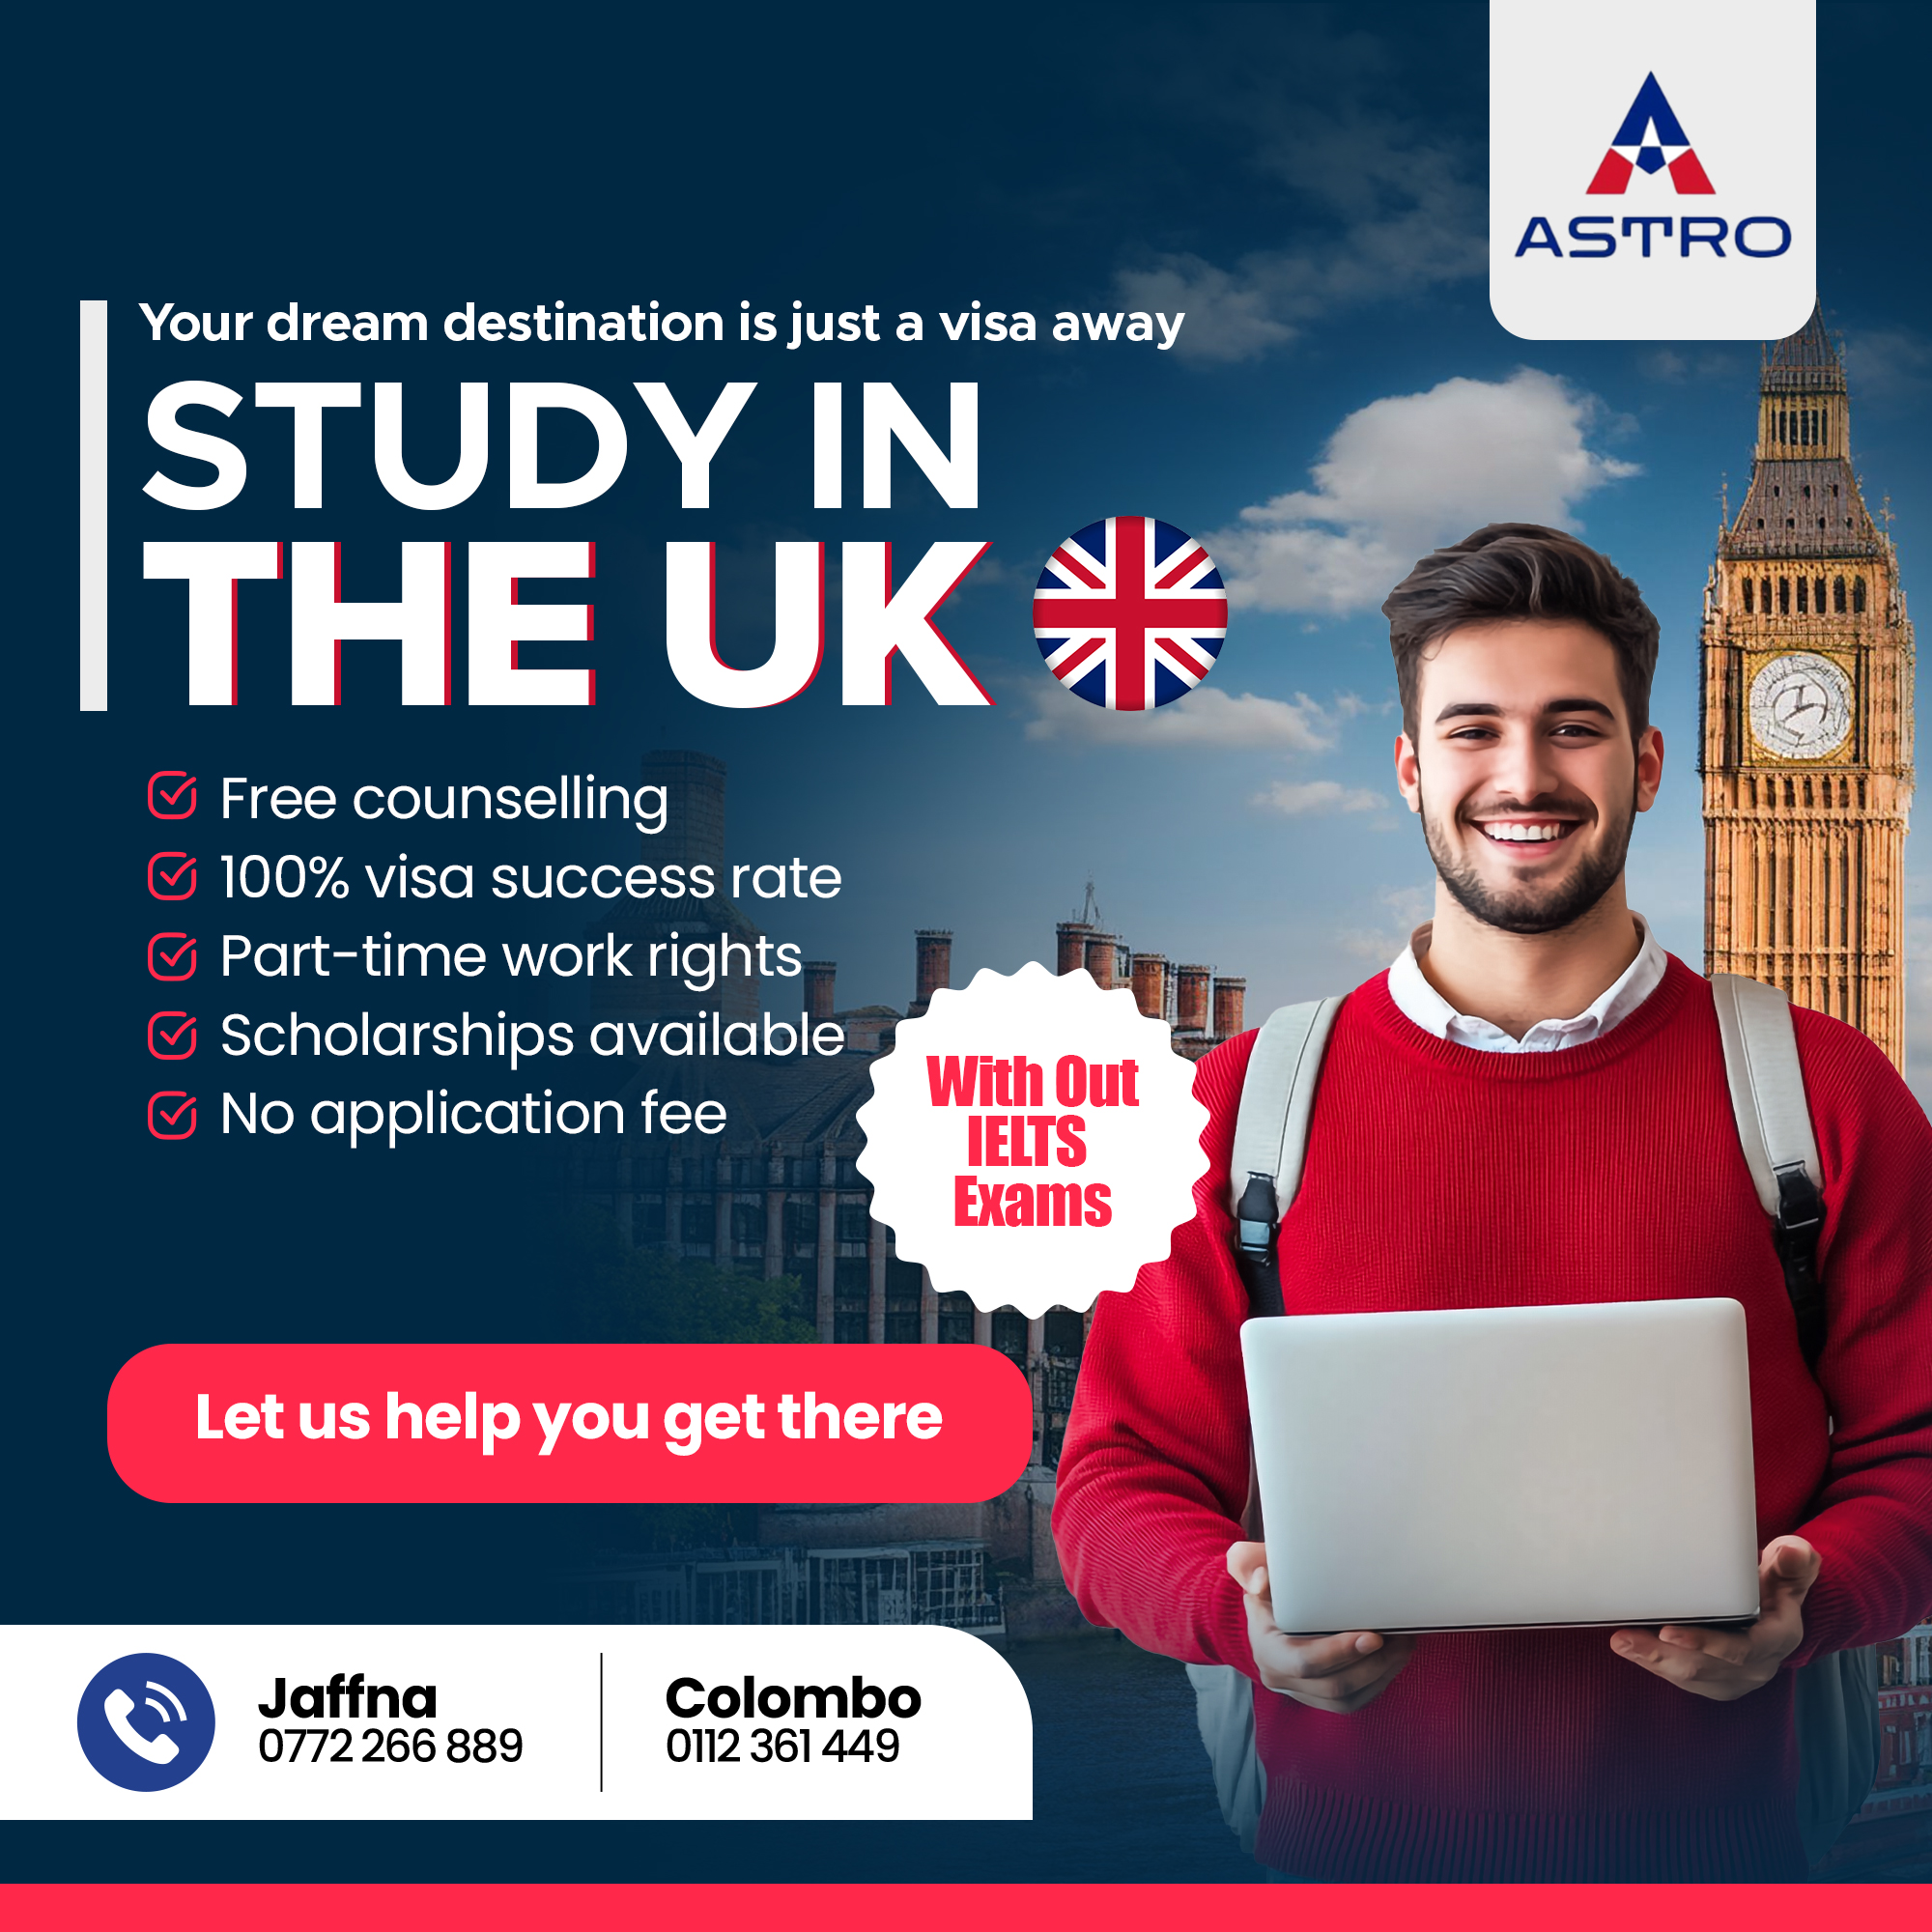 ASTRO
Your dream destination is just a visa away
STUDY IN
THE UK
Free counselling
100% visa success rate
Part-time work rights
Scholarships available
No application fee
With Out
IELTS
Exams
Let us help you get there
Jaffna
0772 266 889
Colombo
0112 361 449